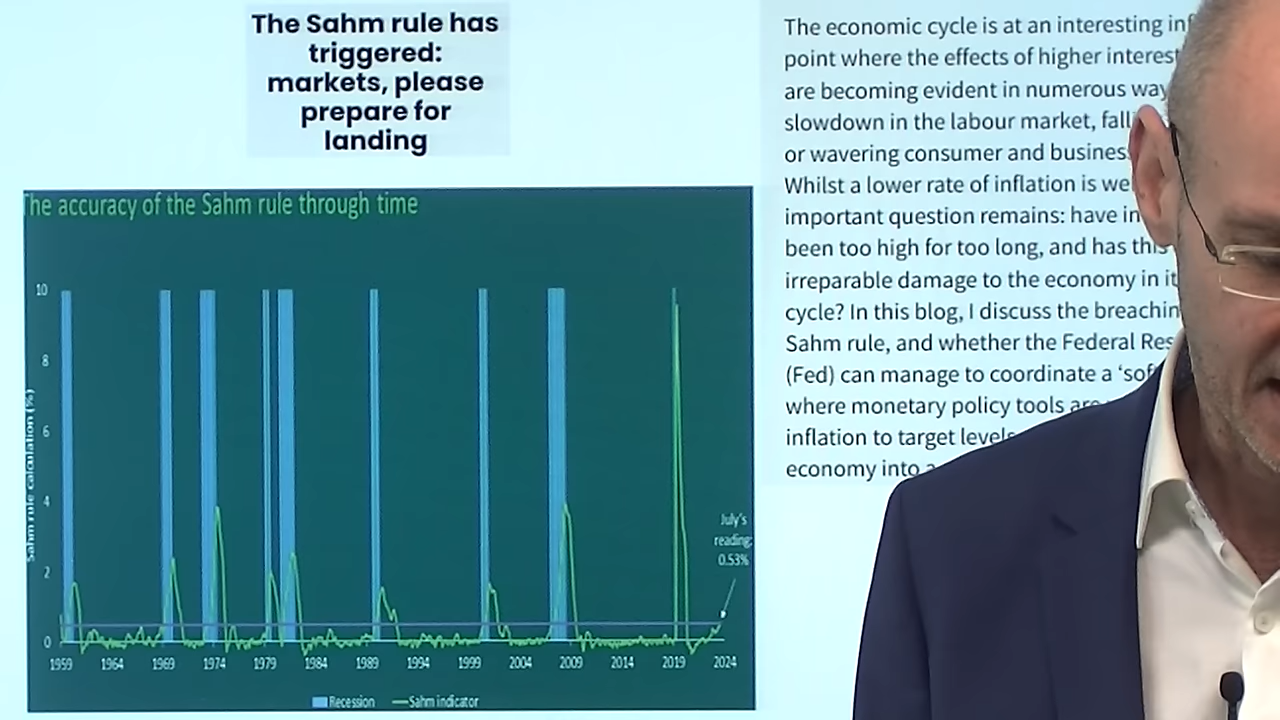 The Sahm rule has
triggered:
markets, please
prepare for
landing
The accuracy of the Sahm rule through time
10
8
6
4
2
0
Sahm rule calculation (%)
July's
reading:
0.53%
1959 1964 1969 1974 1979 1984 1989 1994 1999 2004 2009 2014 2019 2024
Recession Sahm indicator
The economic cycle is at an interesting
point where the effects of higher interest
are becoming evident in numerous
slowdown in the labour market,
or wavering consumer and
Whilst a lower rate of inflation is
important question remains: have
been too high for too long, and has this
irreparable damage to the economy in
cycle? In this blog, I discuss the
Sahm rule, and whether the Federal
(Fed) can manage to coordinate a
where monetary policy tools are
inflation to target levels
economy into